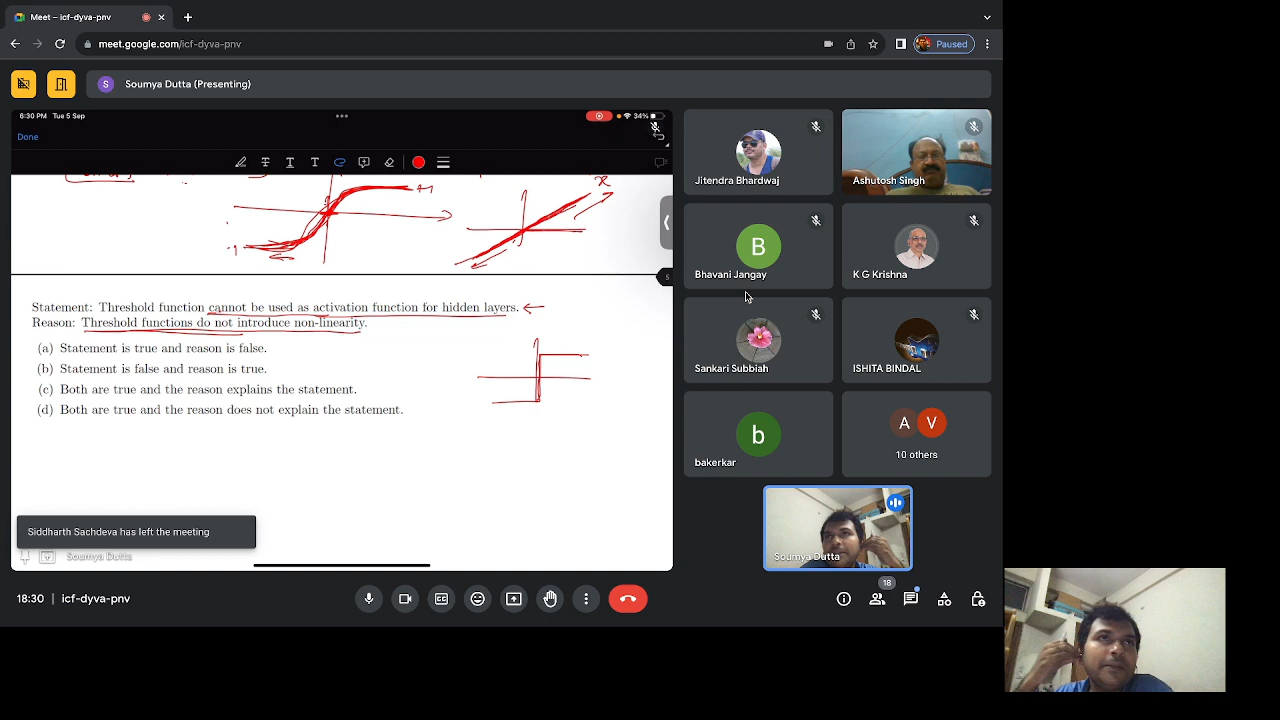 Meet – icf-dyva-pnv
meet.google.com/icf-dyva-pnv
Paused
S Soumya Dutta (Presenting)
6:30 PM Tue 5 Sep
34%
Done
+1
x
-1
5
Statement: Threshold function cannot be used as activation function for hidden layers.
Reason: Threshold functions do not introduce non-linearity.
(a) Statement is true and reason is false.
(b) Statement is false and reason is true.
(c) Both are true and the reason explains the statement.
(d) Both are true and the reason does not explain the statement.
Siddharth Sachdeva has left the meeting
Soumya Dutta
Jitendra Bhardwaj
Ashutosh Singh
B
Bhavani Jangay
K G Krishna
Sankari Subbiah
ISHITA BINDAL
b
bakerkar
A V
10 others
Soumya Dutta
18:30 | icf-dyva-pnv
18